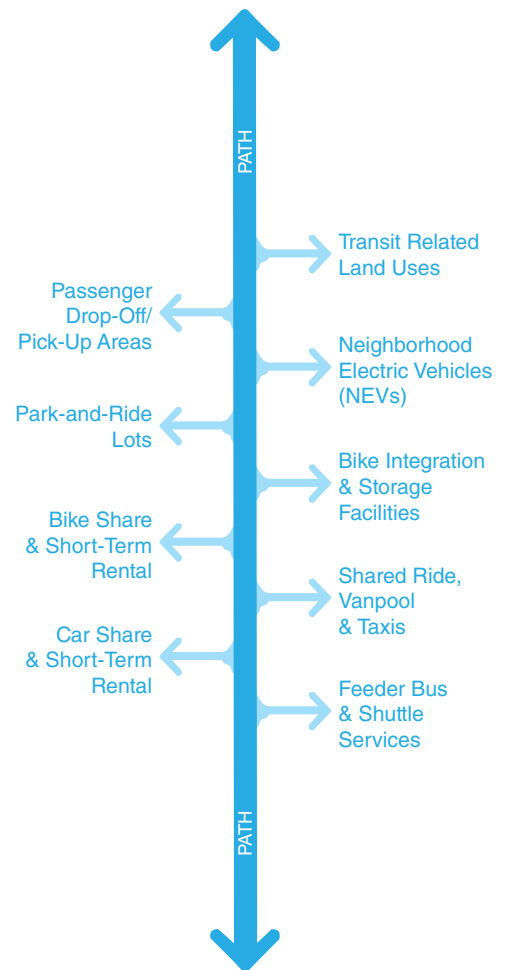 PATH
Transit Related
Land Uses
Passenger
Drop-Off/
Pick-Up Areas
Neighborhood
Electric Vehicles
(NEVs)
Park-and-Ride
Lots
Bike Integration
& Storage
Facilities
Bike Share
& Short-Term
Rental
Shared Ride,
Vanpool
& Taxis
Car Share
& Short-Term
Rental
Feeder Bus
& Shuttle
Services
PATH